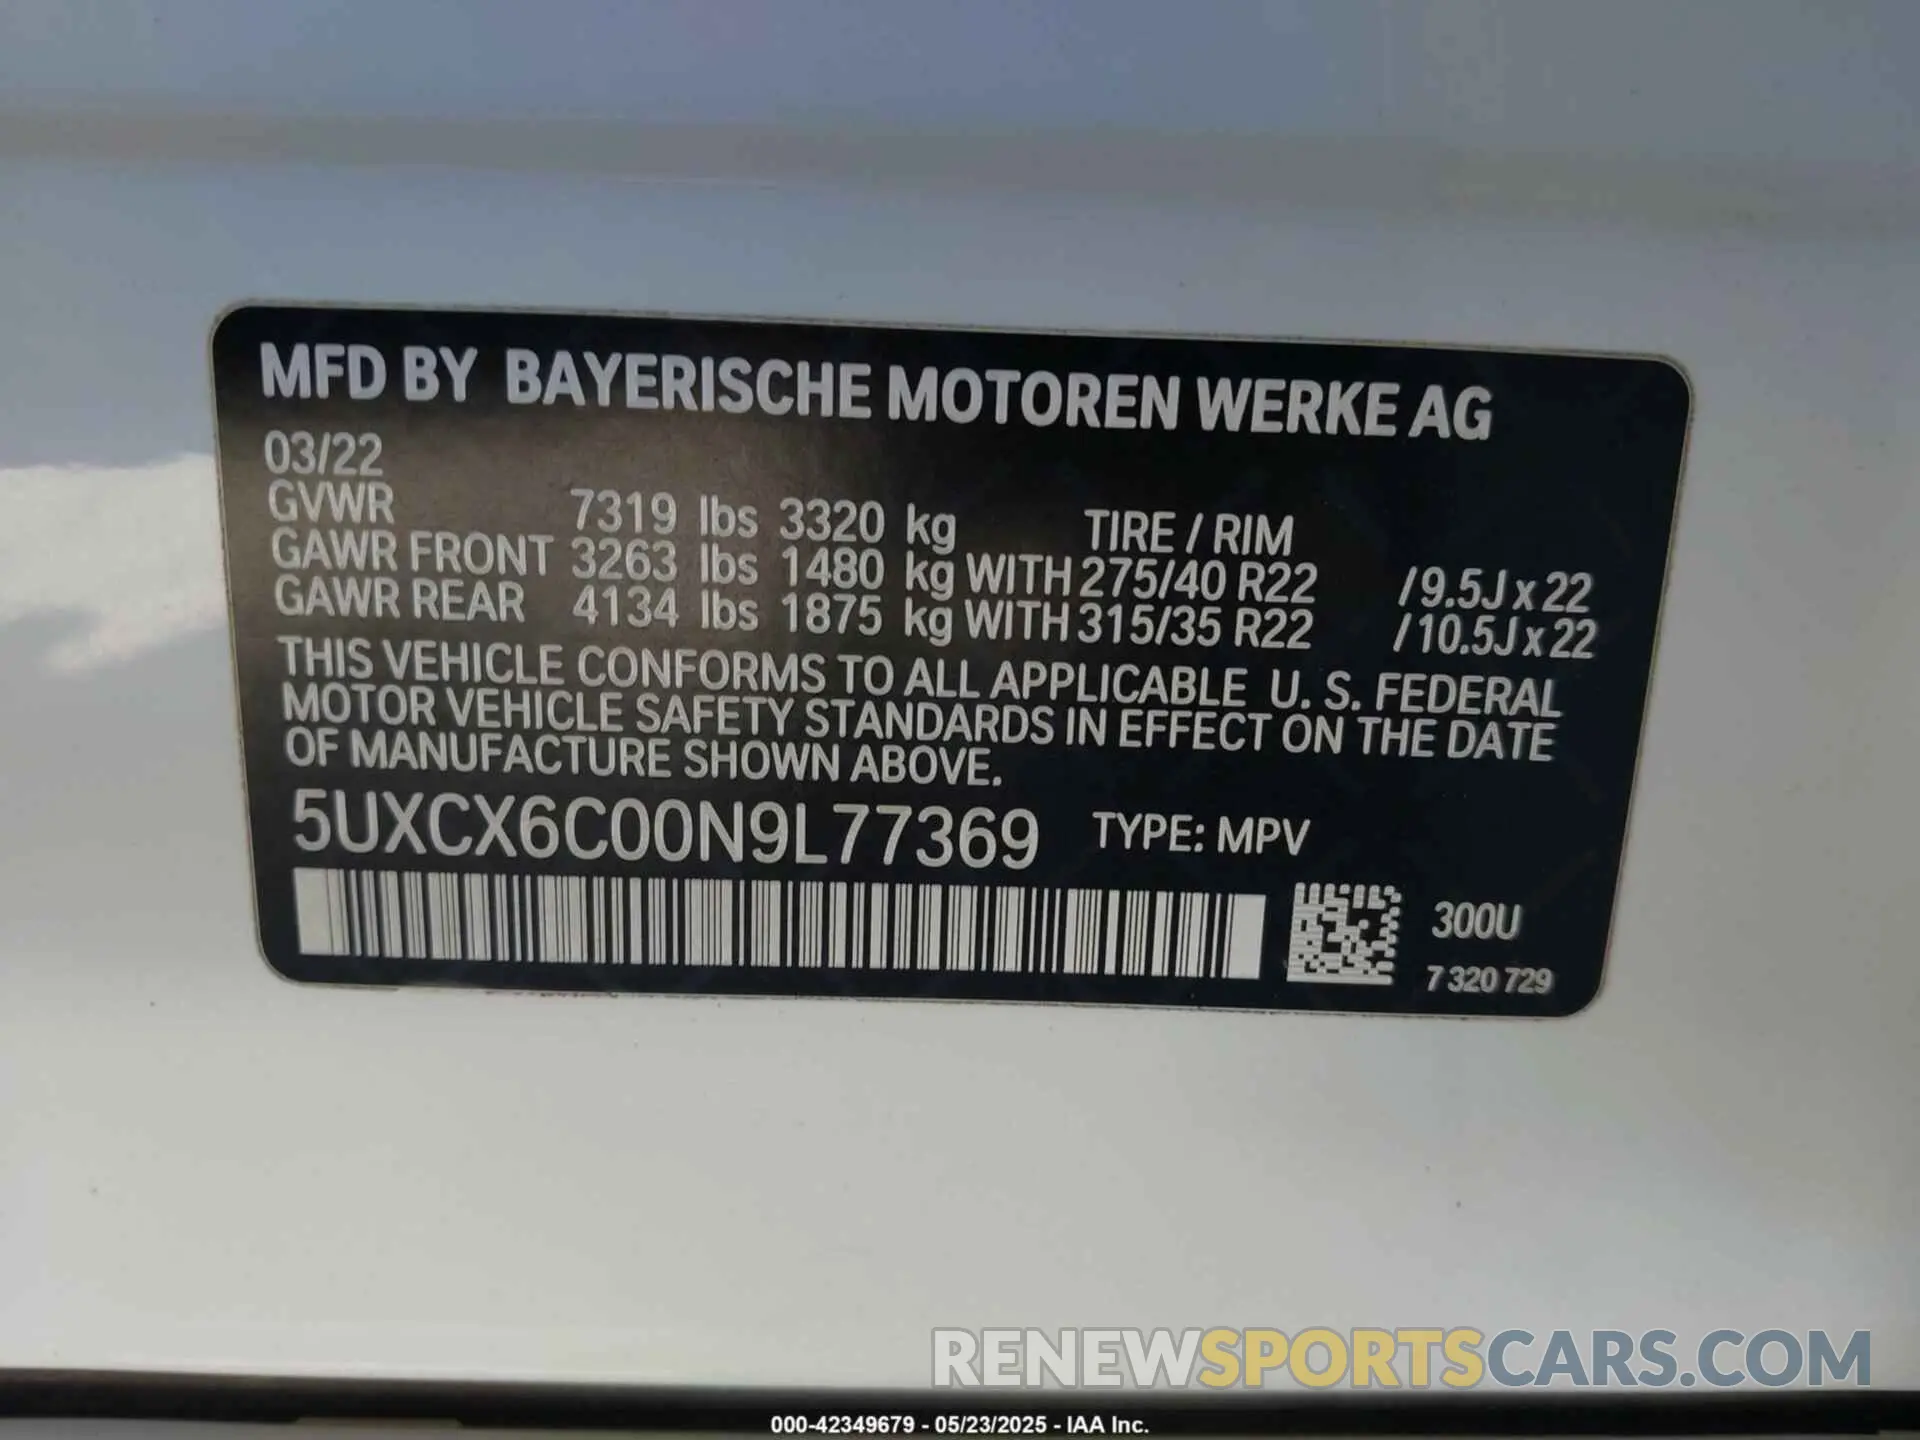 MFD BY BAYERISCHE MOTOREN WERKE AG
03/22
GVWR 7319 lbs 3320 kg TIRE / RIM
GAWR FRONT 3263 lbs 1480 kg WITH 275/40 R22 /9.5J x 22
GAWR REAR 4134 lbs 1875 kg WITH 315/35 R22 /10.5J x 22
THIS VEHICLE CONFORMS TO ALL APPLICABLE U. S. FEDERAL
MOTOR VEHICLE SAFETY STANDARDS IN EFFECT ON THE DATE
OF MANUFACTURE SHOWN ABOVE.
5UXCX6C00N9L77369 TYPE: MPV
300U
7 320 729
RENEWSPORTSCARS.COM
000-42349679 - 05/23/2025 - IAA Inc.